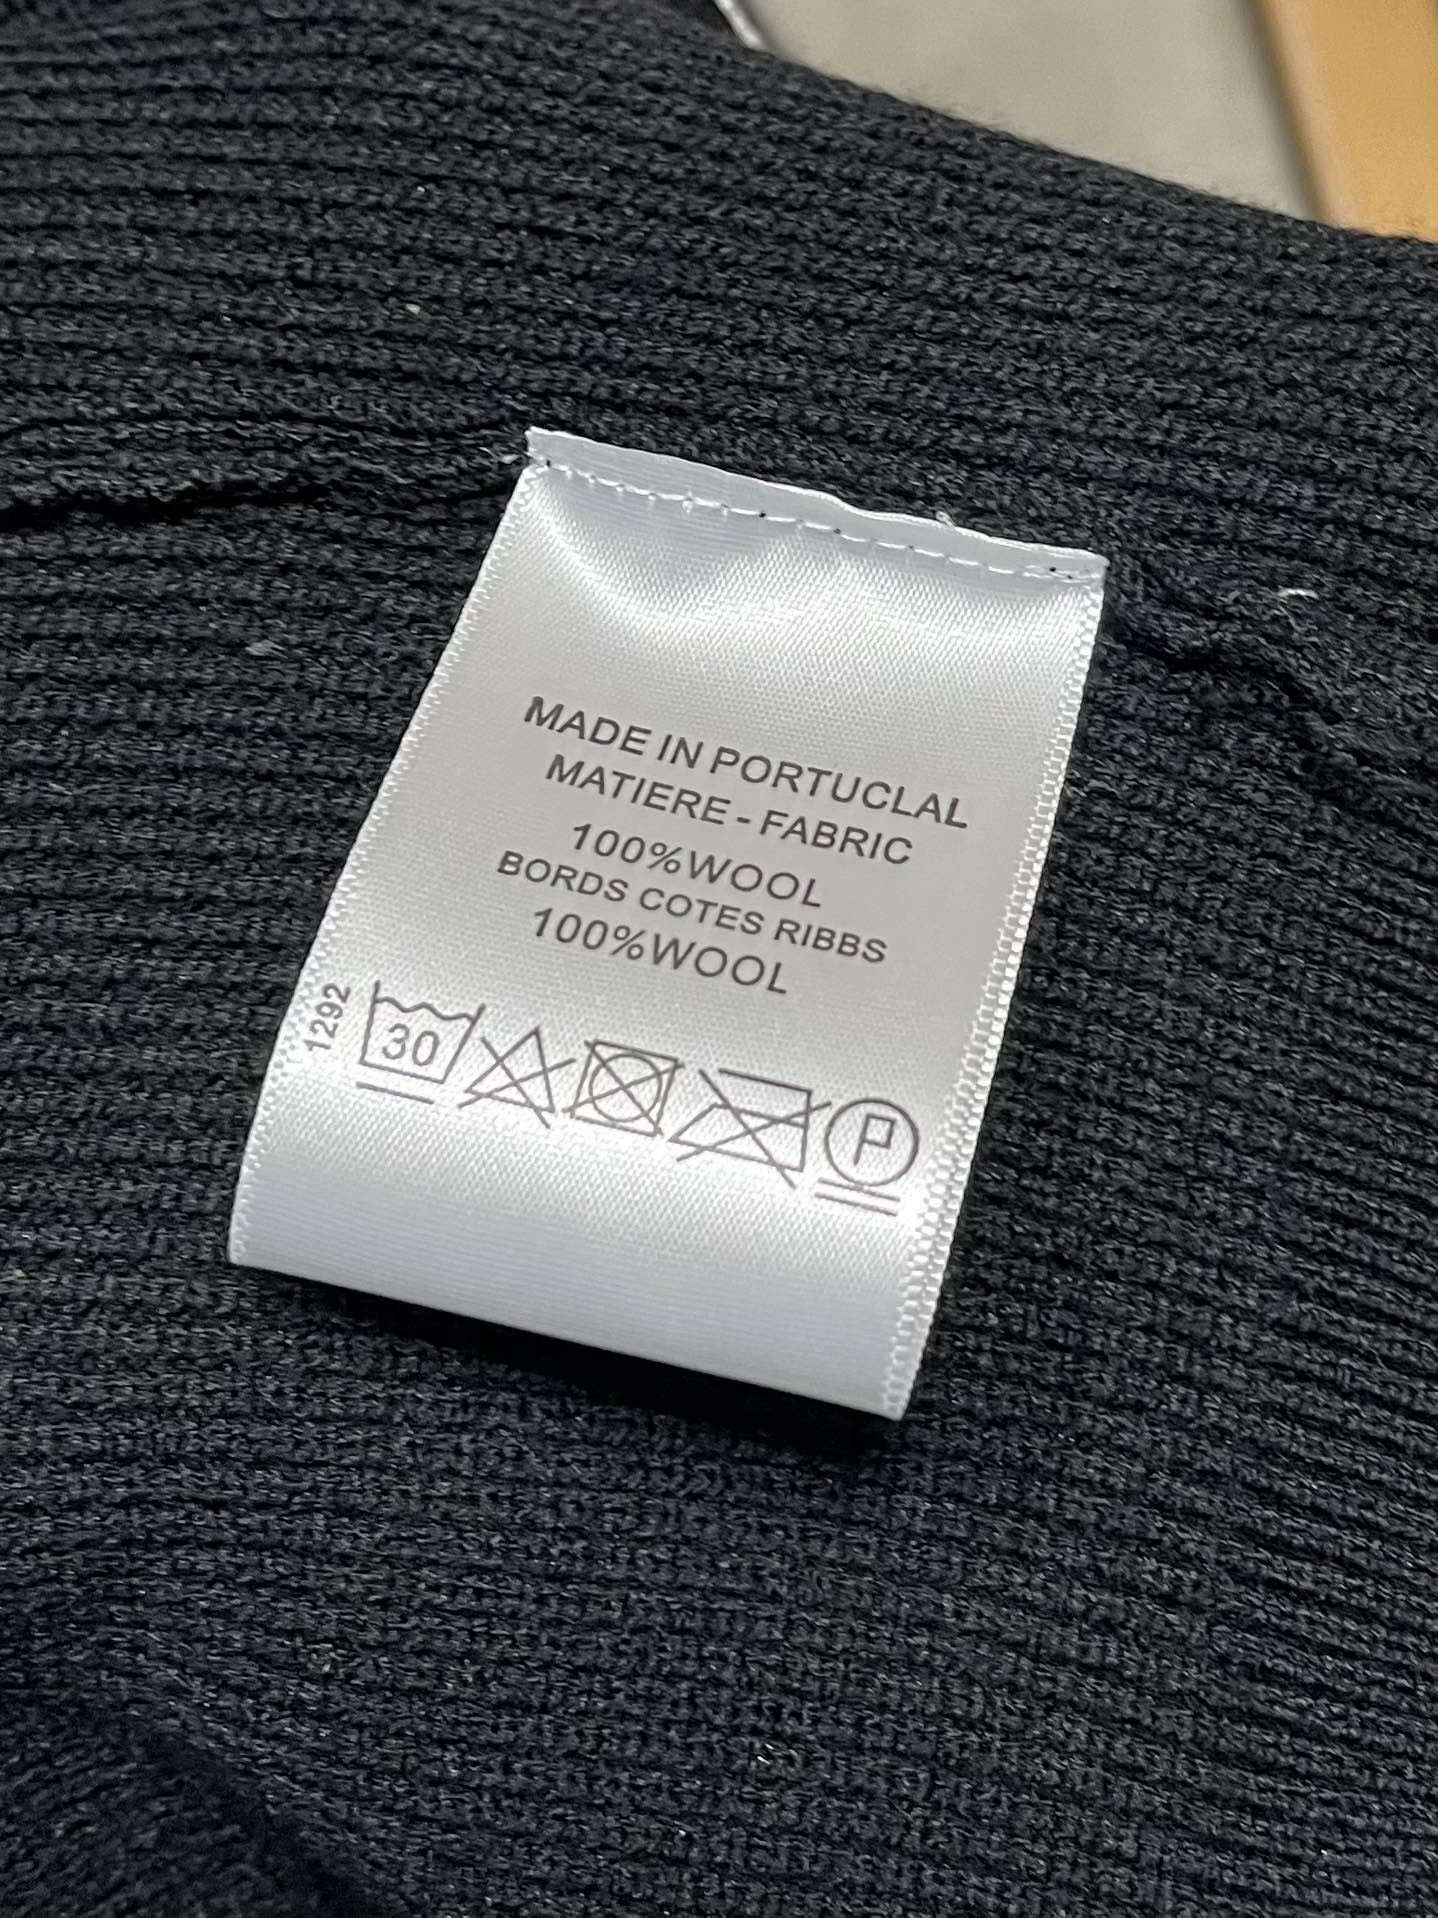 MADE IN PORTUCLAL
MATIERE - FABRIC
100%WOOL
BORDS COTES RIBBS
100%WOOL
1292
30
P